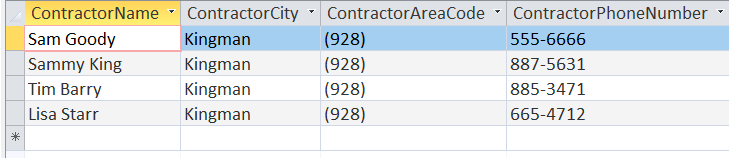 ContractorName ContractorCity ContractorAreaCode ContractorPhoneNumber
Sam Goody Kingman (928) 555-6666
Sammy King Kingman (928) 887-5631
Tim Barry Kingman (928) 885-3471
Lisa Starr Kingman (928) 665-4712